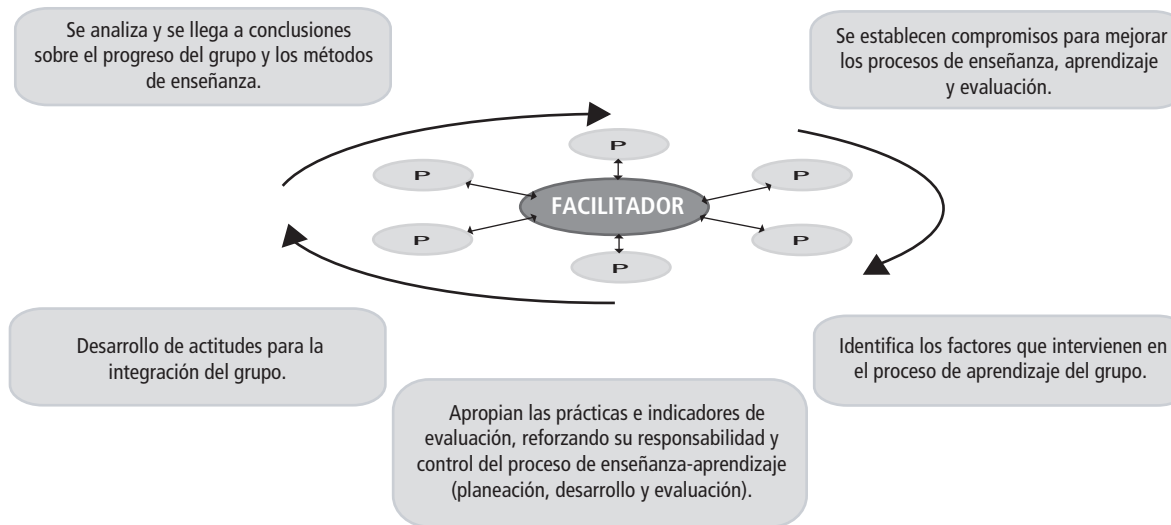 Se analiza y se llega a conclusiones
sobre el progreso del grupo y los métodos
de enseñanza.
Se establecen compromisos para mejorar
los procesos de enseñanza, aprendizaje
y evaluación.
P
P
P
FACILITADOR
P
P
P
Desarrollo de actitudes para la
integración del grupo.
Identifica los factores que intervienen en
el proceso de aprendizaje del grupo.
Apropian las prácticas e indicadores de
evaluación, reforzando su responsabilidad y
control del proceso de enseñanza-aprendizaje
(planeación, desarrollo y evaluación).